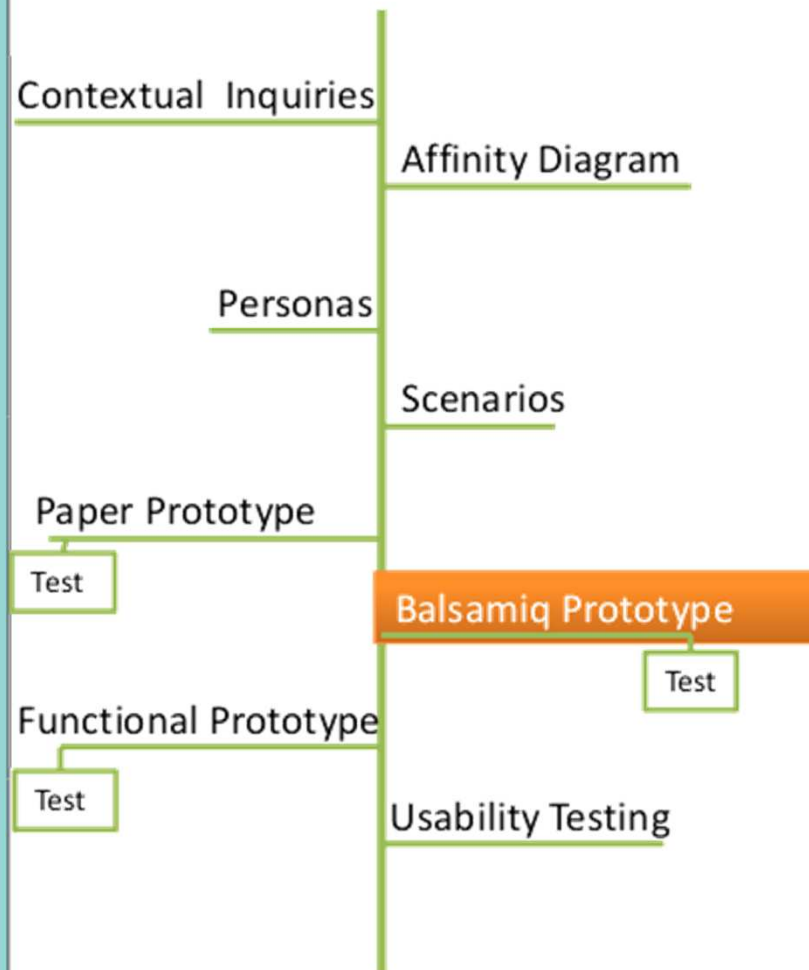 Contextual Inquiries
Affinity Diagram
Personas
Scenarios
Paper Prototype
Test
Balsamiq Prototype
Test
Functional Prototype
Test
Usability Testing